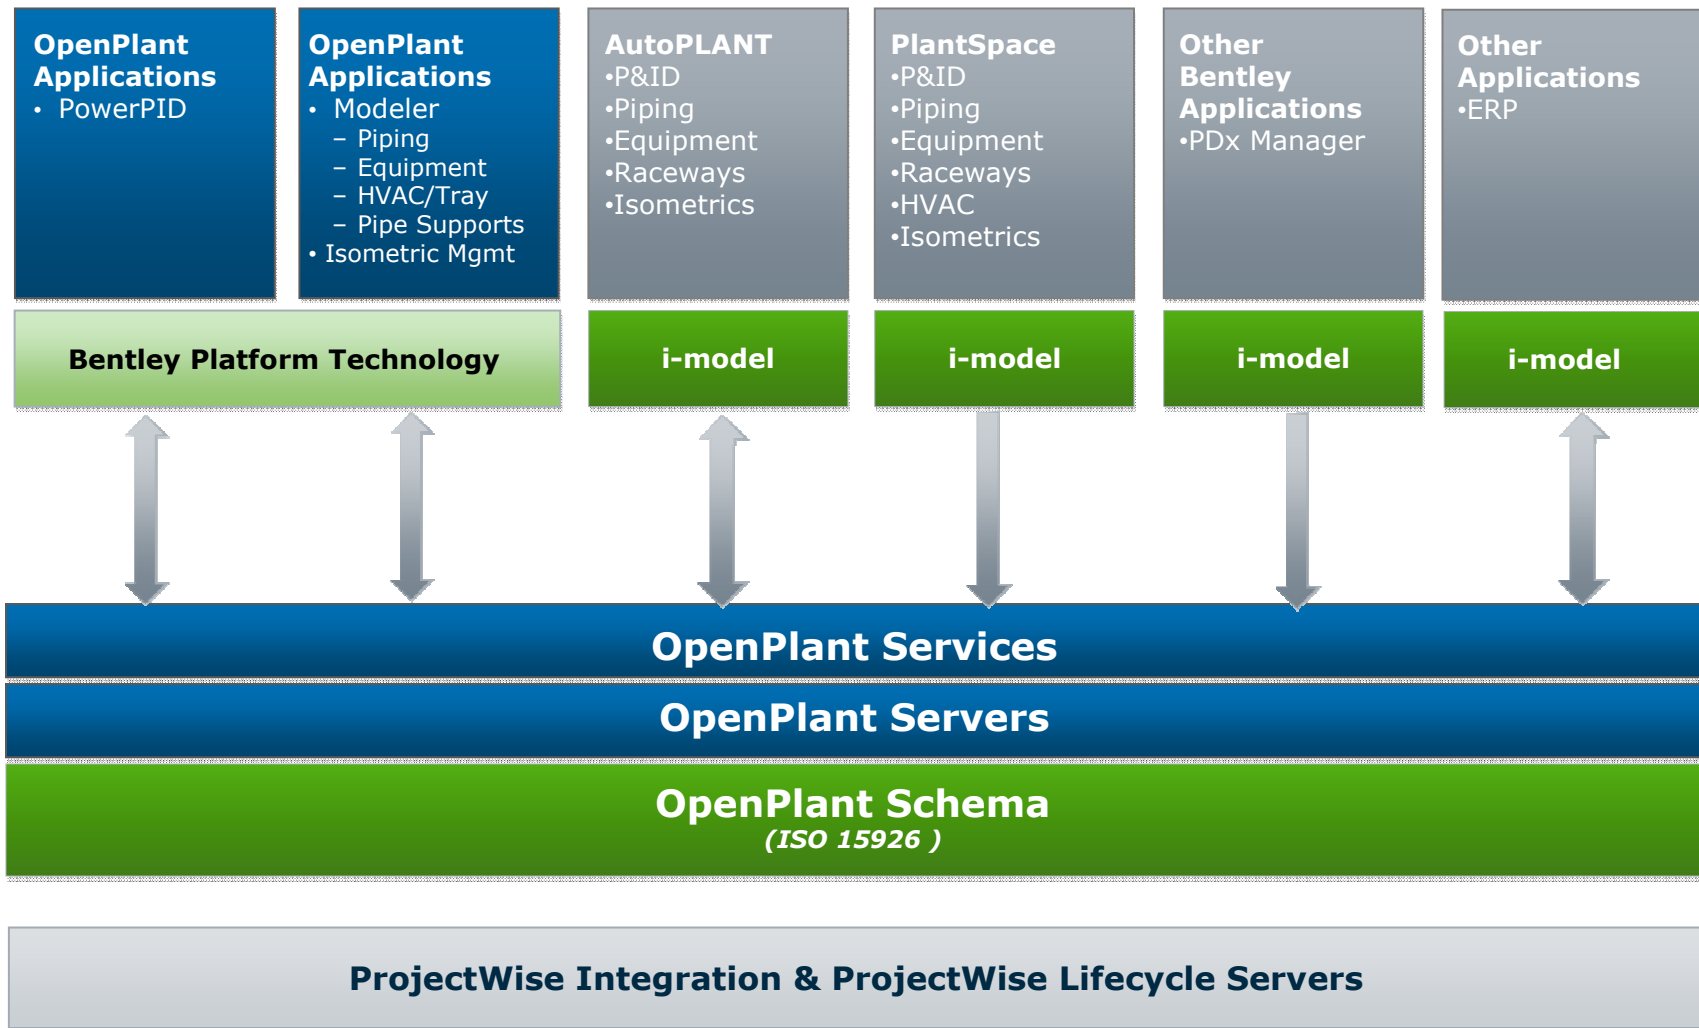 OpenPlant
Applications
• PowerPID
OpenPlant
Applications
• Modeler
– Piping
– Equipment
– HVAC/Tray
– Pipe Supports
• Isometric Mgmt
AutoPLANT
•P&ID
•Piping
•Equipment
•Raceways
•Isometrics
PlantSpace
•P&ID
•Piping
•Equipment
•Raceways
•HVAC
•Isometrics
Other
Bentley
Applications
•PDx Manager
Other
Applications
•ERP
Bentley Platform Technology
i-model
i-model
i-model
i-model
OpenPlant Services
OpenPlant Servers
OpenPlant Schema
(ISO 15926 )
ProjectWise Integration & ProjectWise Lifecycle Servers